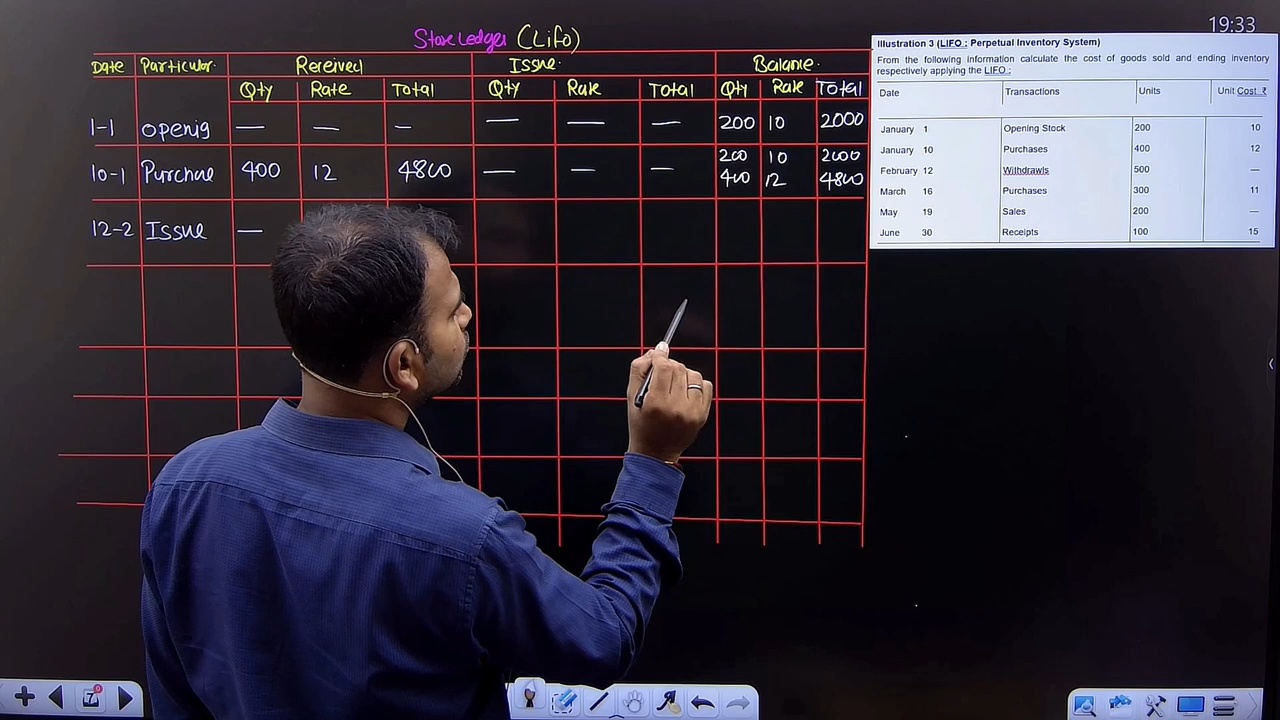 19:33
Store Ledger (Lifo)
Date Particular Received Issue Balance
Qty Rate Total Qty Rate Total Qty Rate Total
1-1 openig — — — — — — 200 10 2000
10-1 Purchae 400 12 4800 — — — 200 10 2000
400 12 4800
12-2 Issue —
Illustration 3 (LIFO : Perpetual Inventory System)
From the following information calculate the cost of goods sold and ending inventory
respectively applying the LIFO :
Date Transactions Units Unit Cost ₹
January 1 Opening Stock 200 10
January 10 Purchases 400 12
February 12 Withdrawls 500 —
March 16 Purchases 300 11
May 19 Sales 200 —
June 30 Receipts 100 15
7